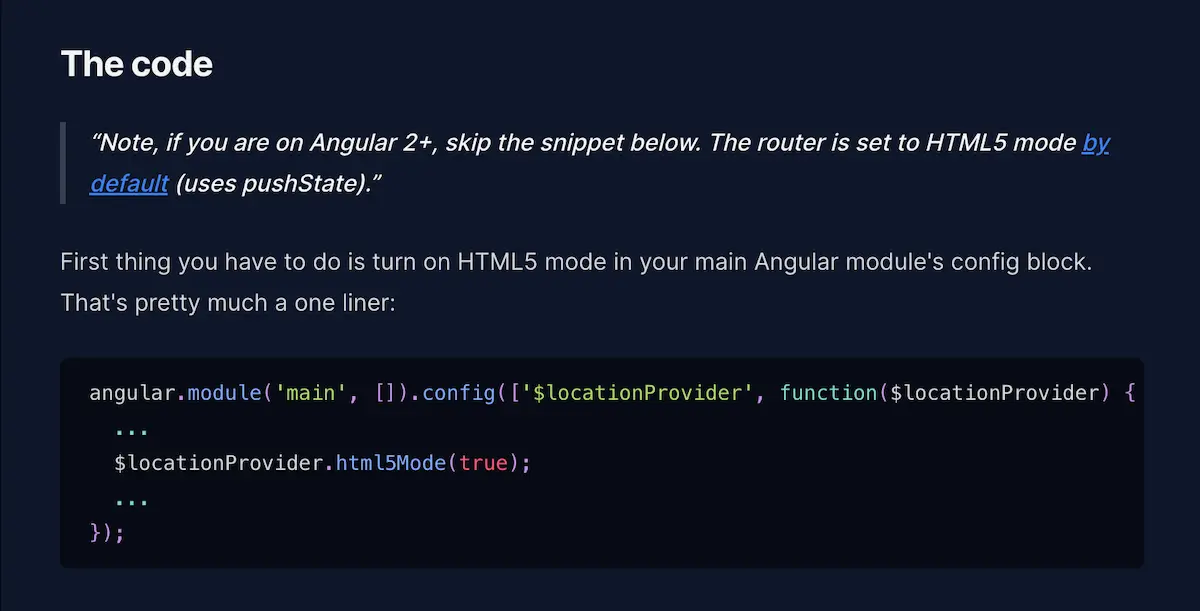 The code
“Note, if you are on Angular 2+, skip the snippet below. The router is set to HTML5 mode by
default (uses pushState).”
First thing you have to do is turn on HTML5 mode in your main Angular module's config block.
That's pretty much a one liner:
angular.module('main', []).config(['$locationProvider', function($locationProvider) {
  ...
  $locationProvider.html5Mode(true);
  ...
});